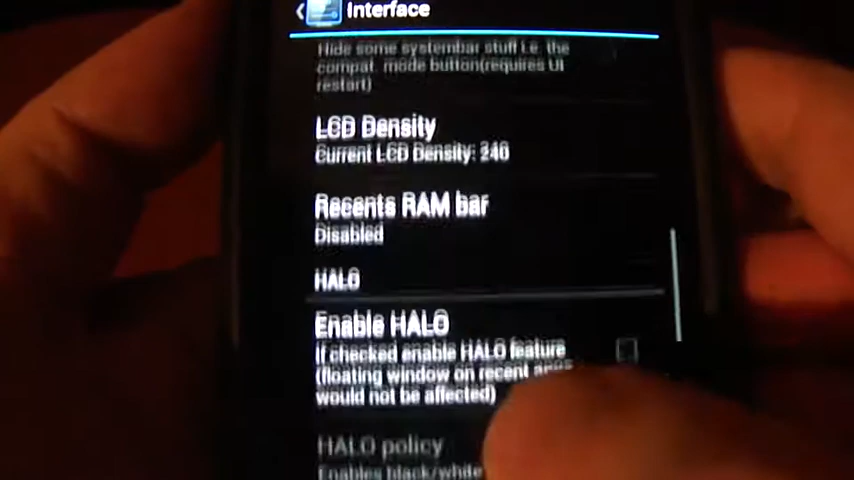 Interface
Hide some systembar stuff i.e. the
compat. mode button(requires UI
restart)
LCD Density
Current LCD Density: 240
Recents RAM bar
Disabled
HALO
Enable HALO
If checked enable HALO feature
(floating window on recent apps
would not be affected)
HALO policy
Enables black/white